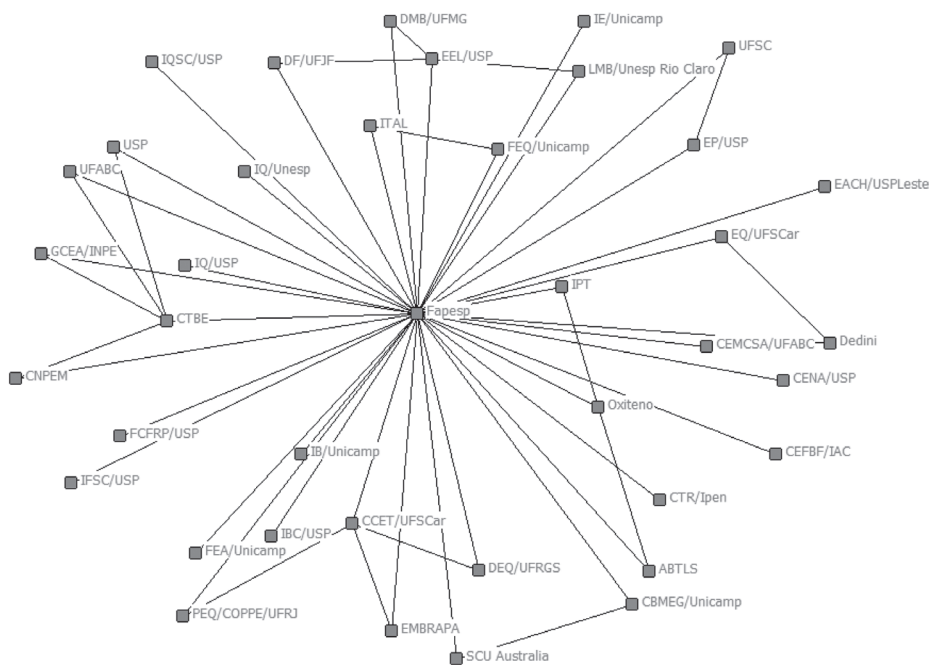 DMB/UFMG
IE/Unicamp
UFSC
IQSC/USP
DF/UFJF
EEL/USP
LMB/Unesp Rio Claro
ITAL
USP
FEQ/Unicamp
EP/USP
UFABC
IQ/Unesp
EACH/USPLeste
EQ/UFSCar
GCEA/INPE
IQ/USP
IPT
CTBE
Fapesp
CEMCSA/UFABC
Dedini
CNPEM
CENA/USP
Oxiteno
FCFRP/USP
IB/Unicamp
CEFBF/IAC
IFSC/USP
CTR/Ipen
CCET/UFSCar
IBC/USP
FEA/Unicamp
DEQ/UFRGS
ABTLS
CBMEG/Unicamp
PEQ/COPPE/UFRJ
EMBRAPA
SCU Australia